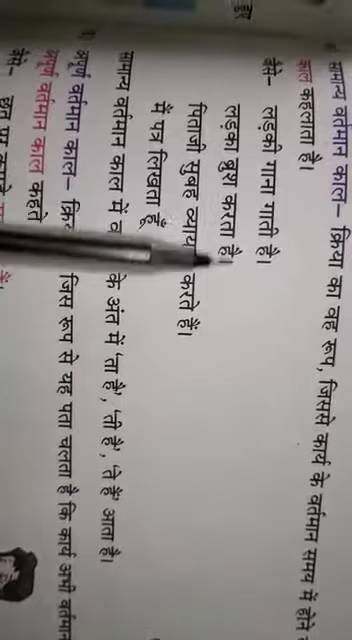 सामान्य वर्तमान काल– क्रिया का वह रूप, जिससे कार्य के वर्तमान समय में होने
काल कहलाता है।
जैसे– लड़की गाना गाती है।
लड़का ब्रुश करता है।
पिताजी सुबह व्याय करते हैं।
मैं पत्र लिखता हूँ
सामान्य वर्तमान काल में के अंत में 'ता है', 'ती है', 'ते हैं' आता है।
अपूर्ण वर्तमान काल– जिस रूप से यह पता चलता है कि कार्य अभी वर्तमान
अपूर्ण वर्तमान काल कहते
जैसे–